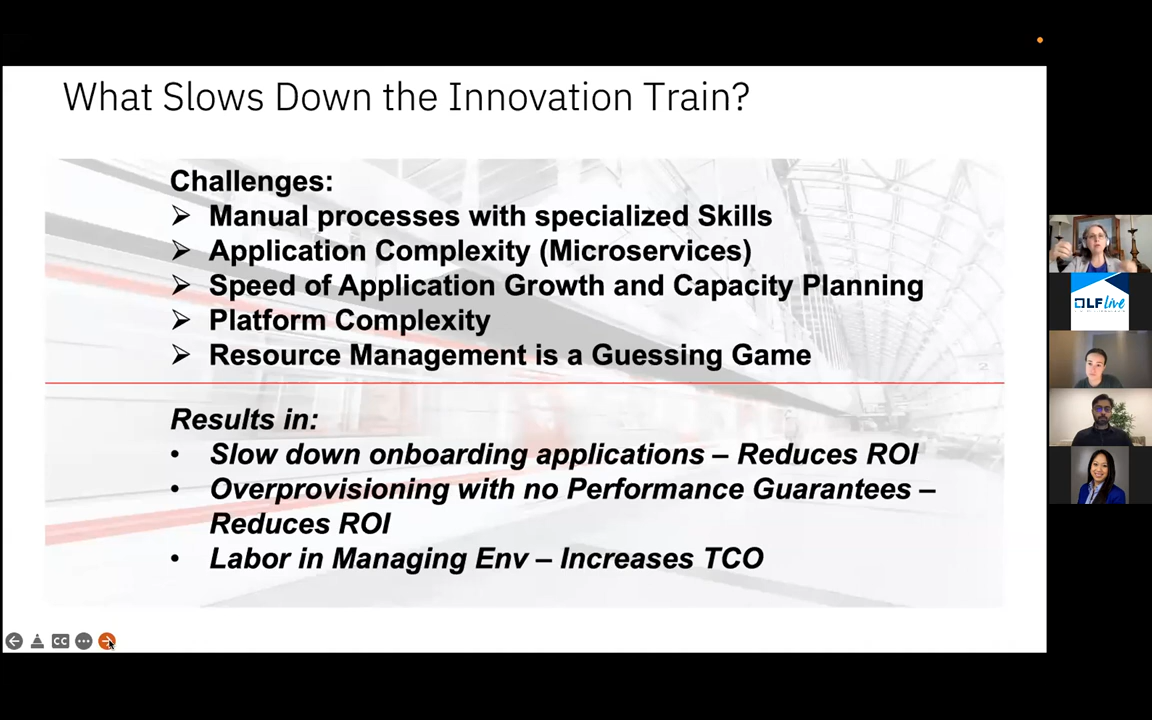 What Slows Down the Innovation Train?
Challenges:
➢ Manual processes with specialized Skills
➢ Application Complexity (Microservices)
➢ Speed of Application Growth and Capacity Planning
➢ Platform Complexity
➢ Resource Management is a Guessing Game
2
Results in:
• Slow down onboarding applications – Reduces ROI
• Overprovisioning with no Performance Guarantees –
Reduces ROI
• Labor in Managing Env – Increases TCO
CC
LF Live